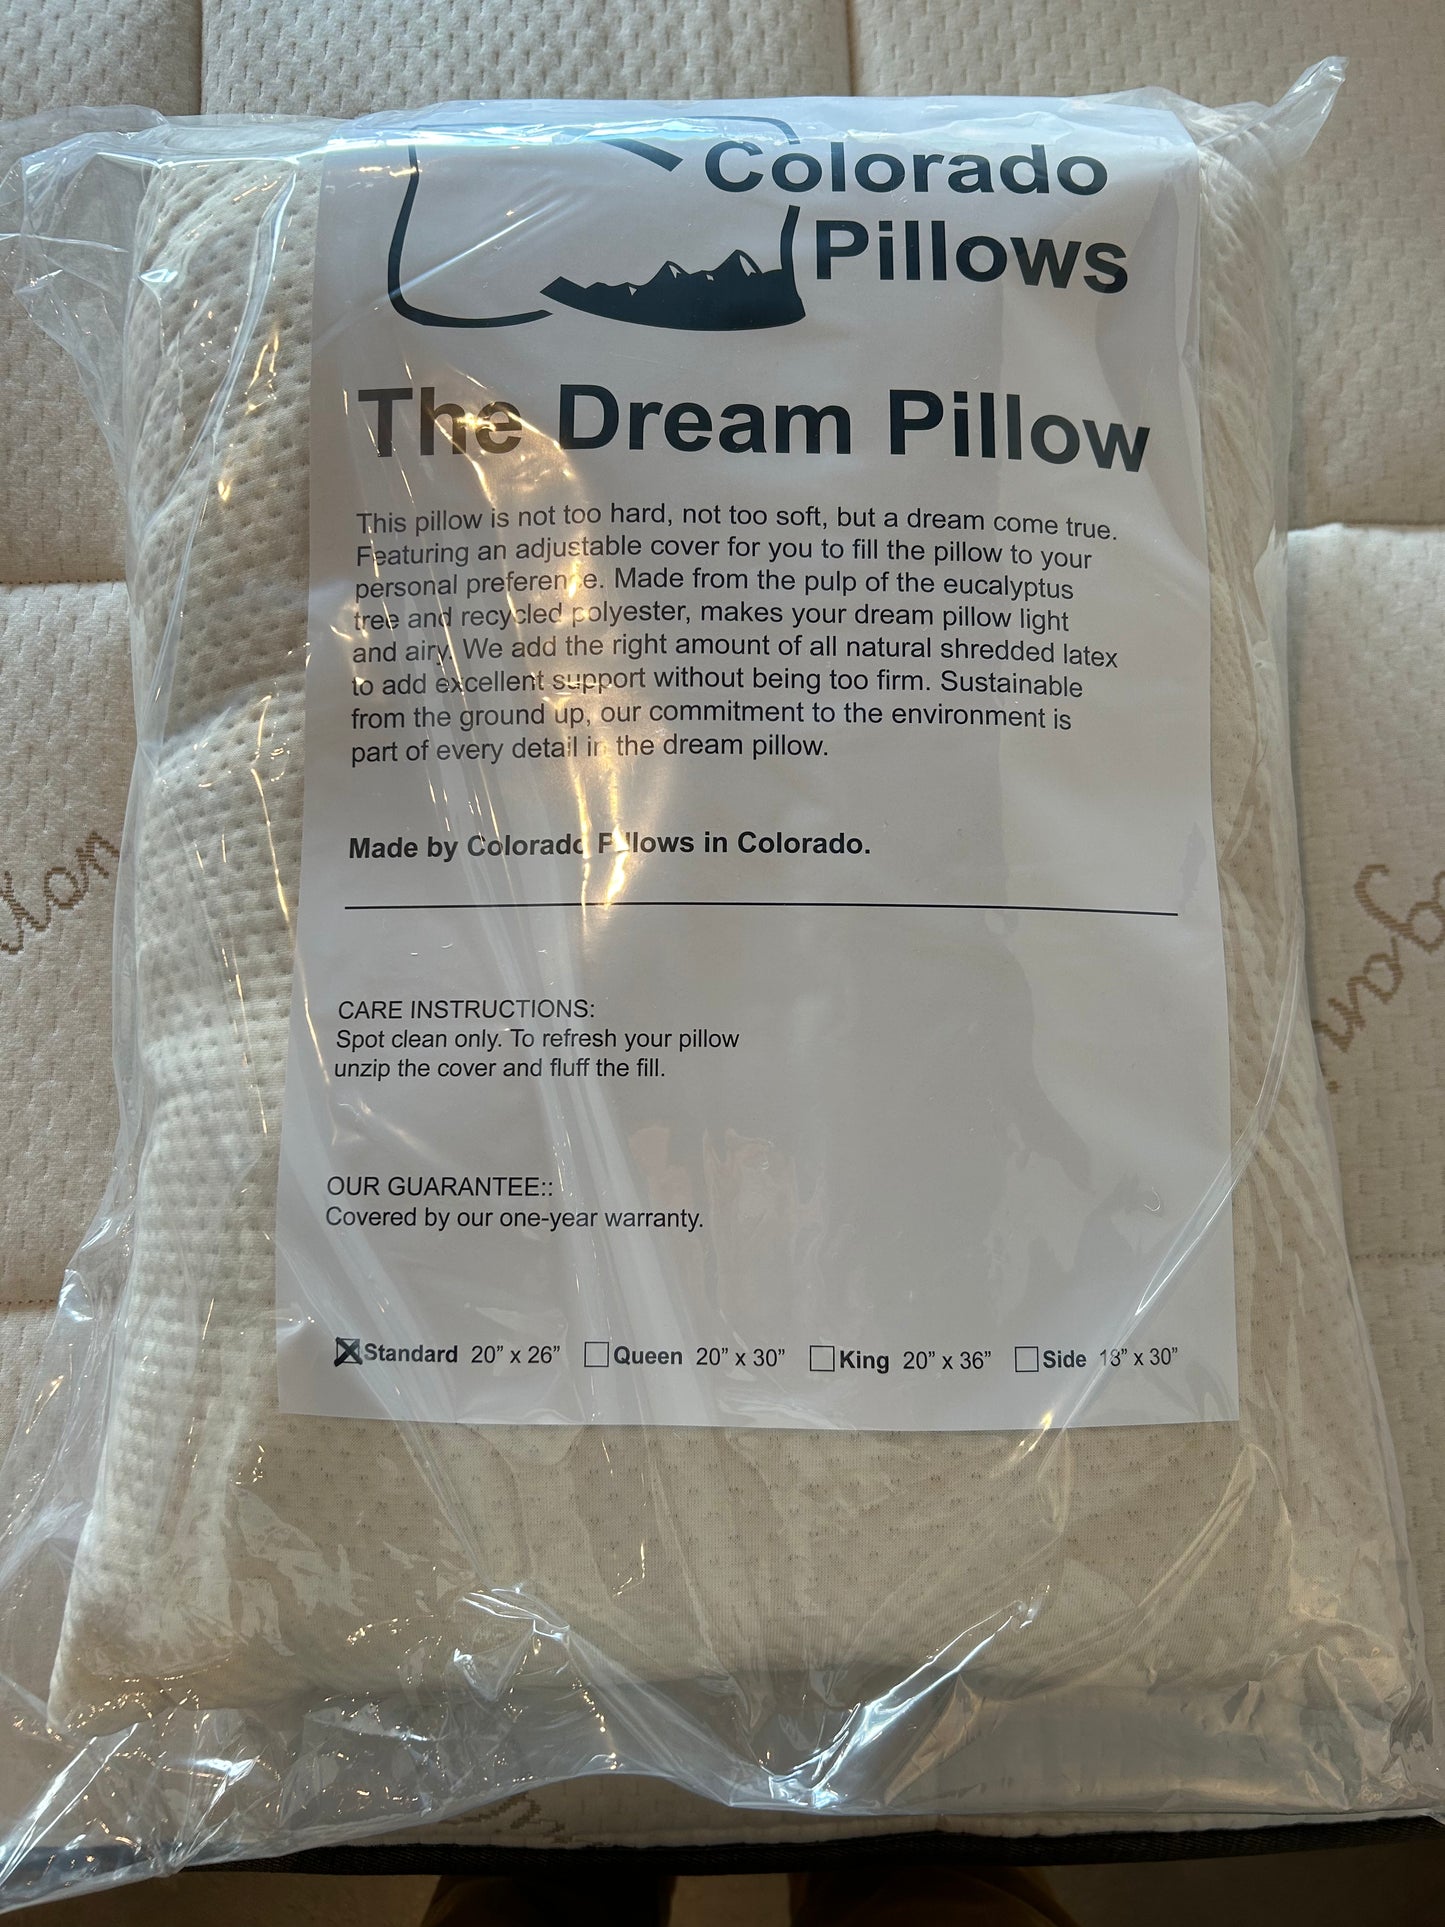 Colorado
Pillows
The Dream Pillow
This pillow is not too hard, not too soft, but a dream come true.
Featuring an adjustable cover for you to fill the pillow to your
personal preference. Made from the pulp of the eucalyptus
tree and recycled polyester, makes your dream pillow light
and airy. We add the right amount of all natural shredded latex
to add excellent support without being too firm. Sustainable
from the ground up, our commitment to the environment is
part of every detail in the dream pillow.
Made by Colorado Pillows in Colorado.
CARE INSTRUCTIONS:
Spot clean only. To refresh your pillow
unzip the cover and fluff the fill.
OUR GUARANTEE::
Covered by our one-year warranty.
Standard 20” x 26” Queen 20” x 30” King 20” x 36” Side 18” x 30”